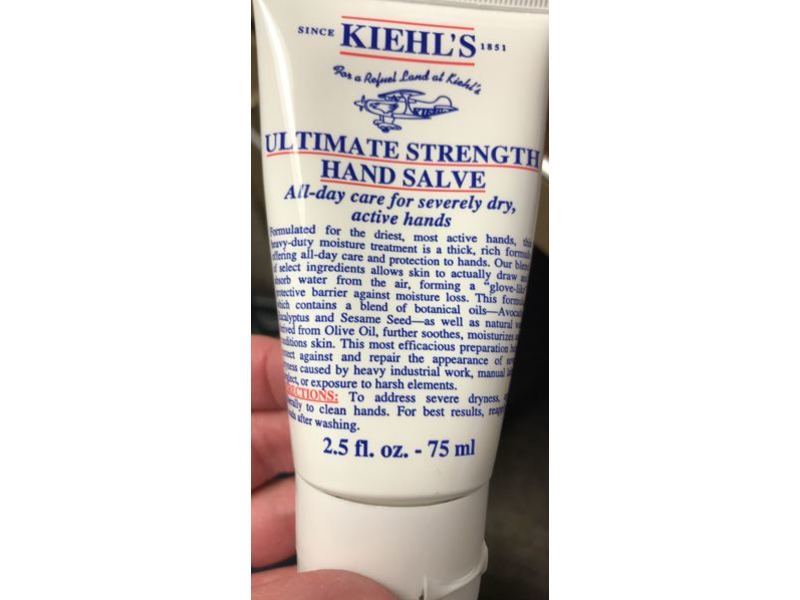 SINCE KIEHL'S 1851
For a Refuel Land at Kiehl's
KIEHL'S
ULTIMATE STRENGTH
HAND SALVE
All-day care for severely dry,
active hands
Formulated for the driest, most active hands, this
heavy-duty moisture treatment is a thick, rich formula
offering all-day care and protection to hands. Our blend
of select ingredients allows skin to actually draw and
absorb water from the air, forming a "glove-like"
protective barrier against moisture loss. This formula
which contains a blend of botanical oils—Avocado
Eucalyptus and Sesame Seed—as well as natural
derived from Olive Oil, further soothes, moisturizes
conditions skin. This most efficacious preparation
against and repair the appearance of
caused by heavy industrial work, manual
neglect, or exposure to harsh elements.
DIRECTIONS: To address severe dryness,
to clean hands. For best results,
after washing.
2.5 fl. oz. - 75 ml